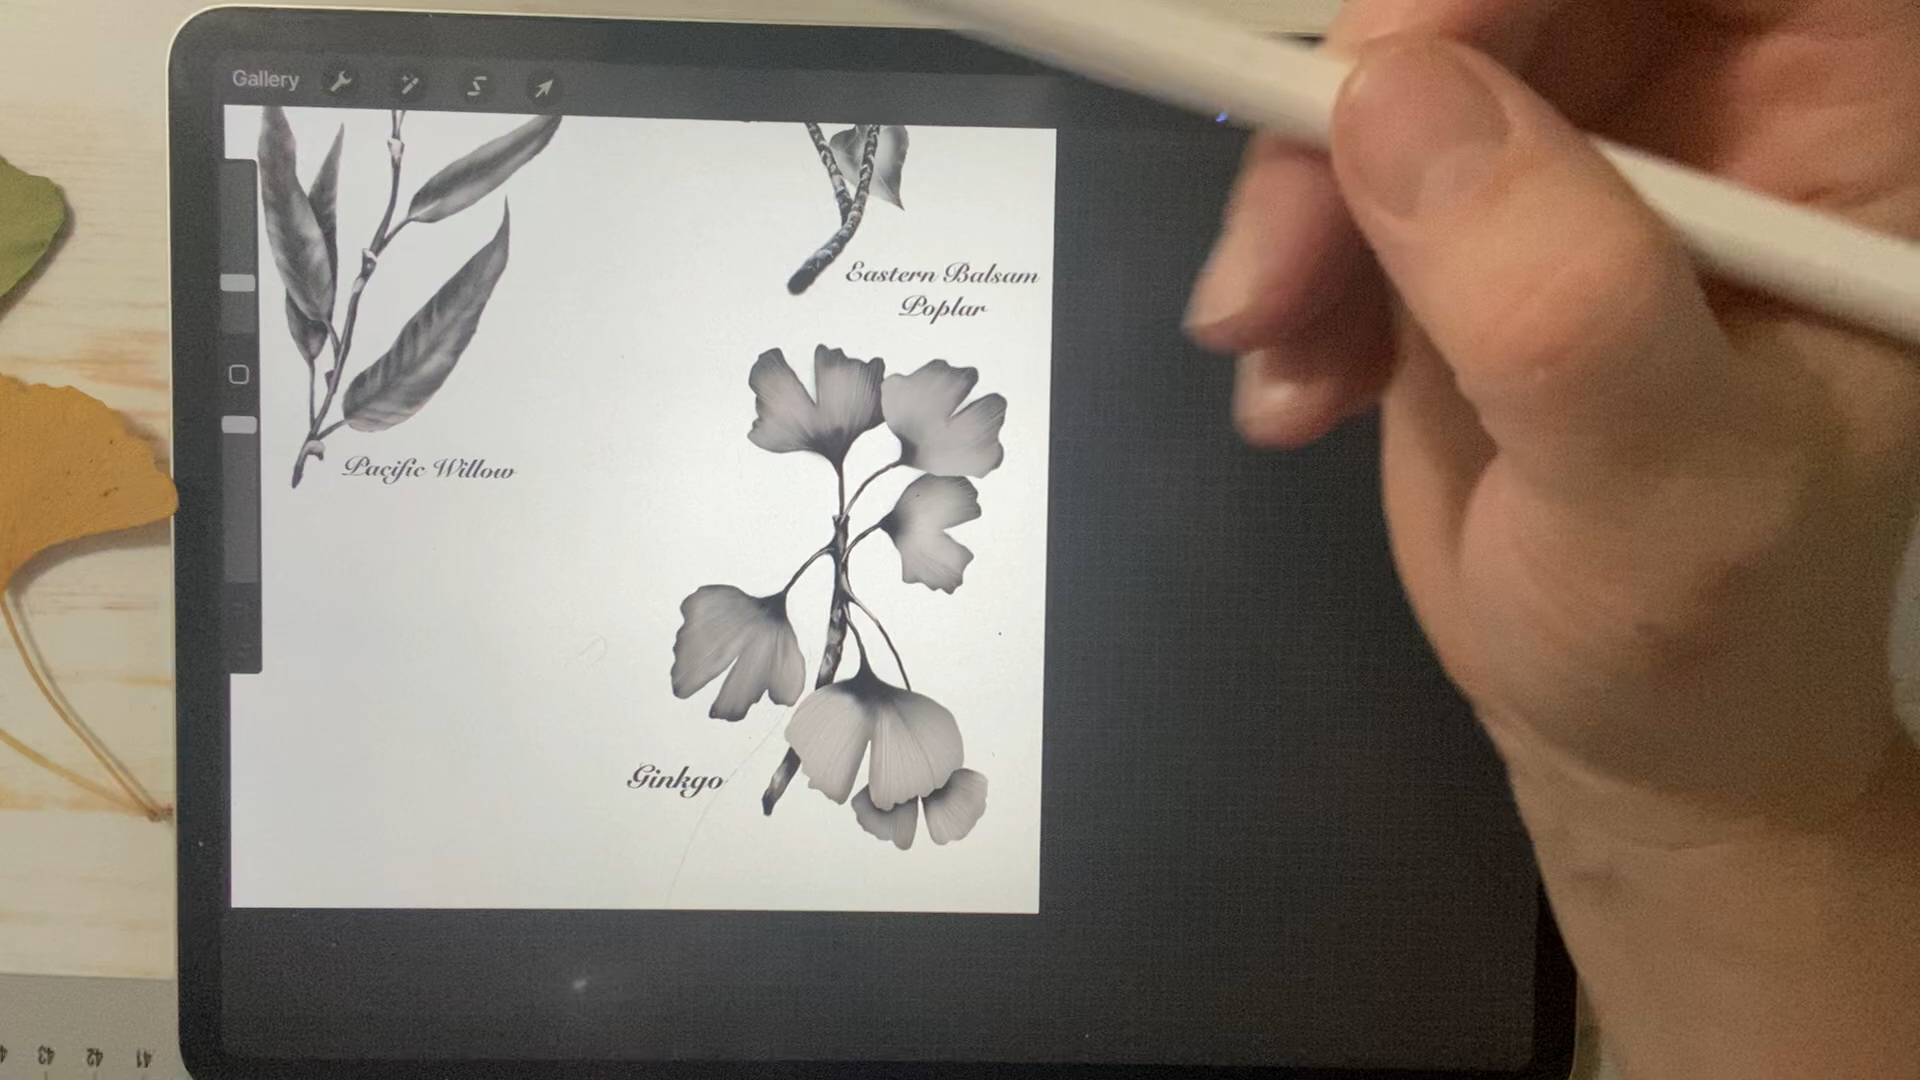 Gallery
Eastern Balsam
Poplar
Pacific Willow
Ginkgo
43 42 41